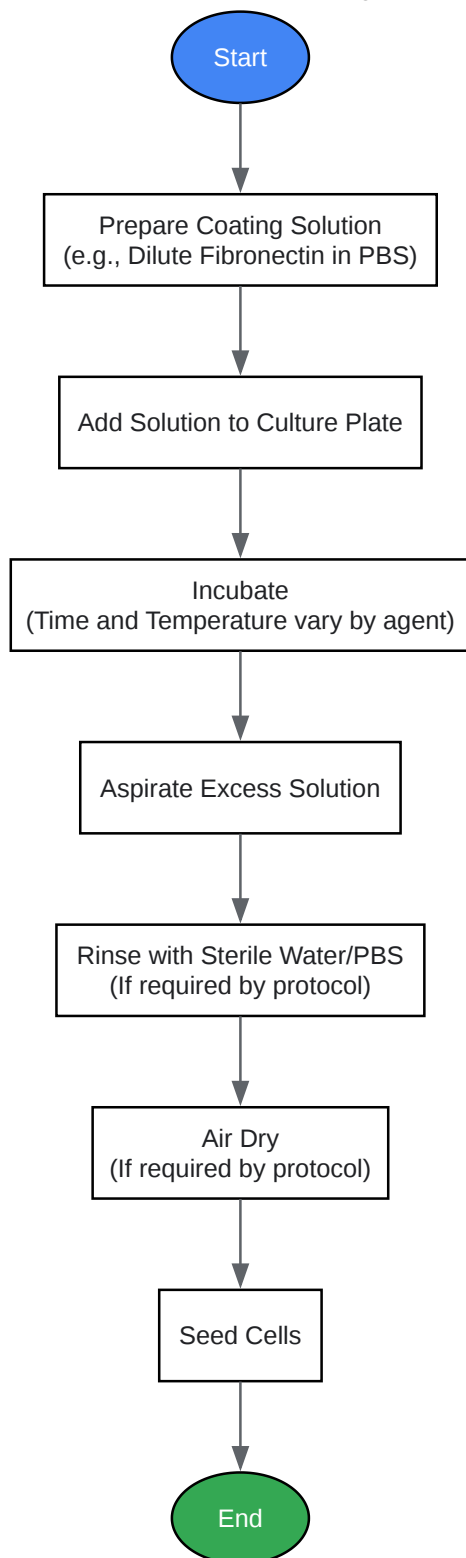 Start
Prepare Coating Solution
(e.g., Dilute Fibronectin in PBS)
Add Solution to Culture Plate
Incubate
(Time and Temperature vary by agent)
Aspirate Excess Solution
Rinse with Sterile Water/PBS
(If required by protocol)
Air Dry
(If required by protocol)
Seed Cells
End